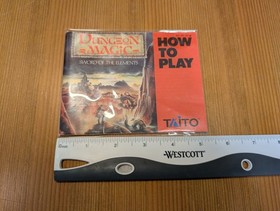 DUNGEON
MAGIC
SWORD OF THE ELEMENTS
HOW
TO
PLAY
TAITO
WESTCOTT